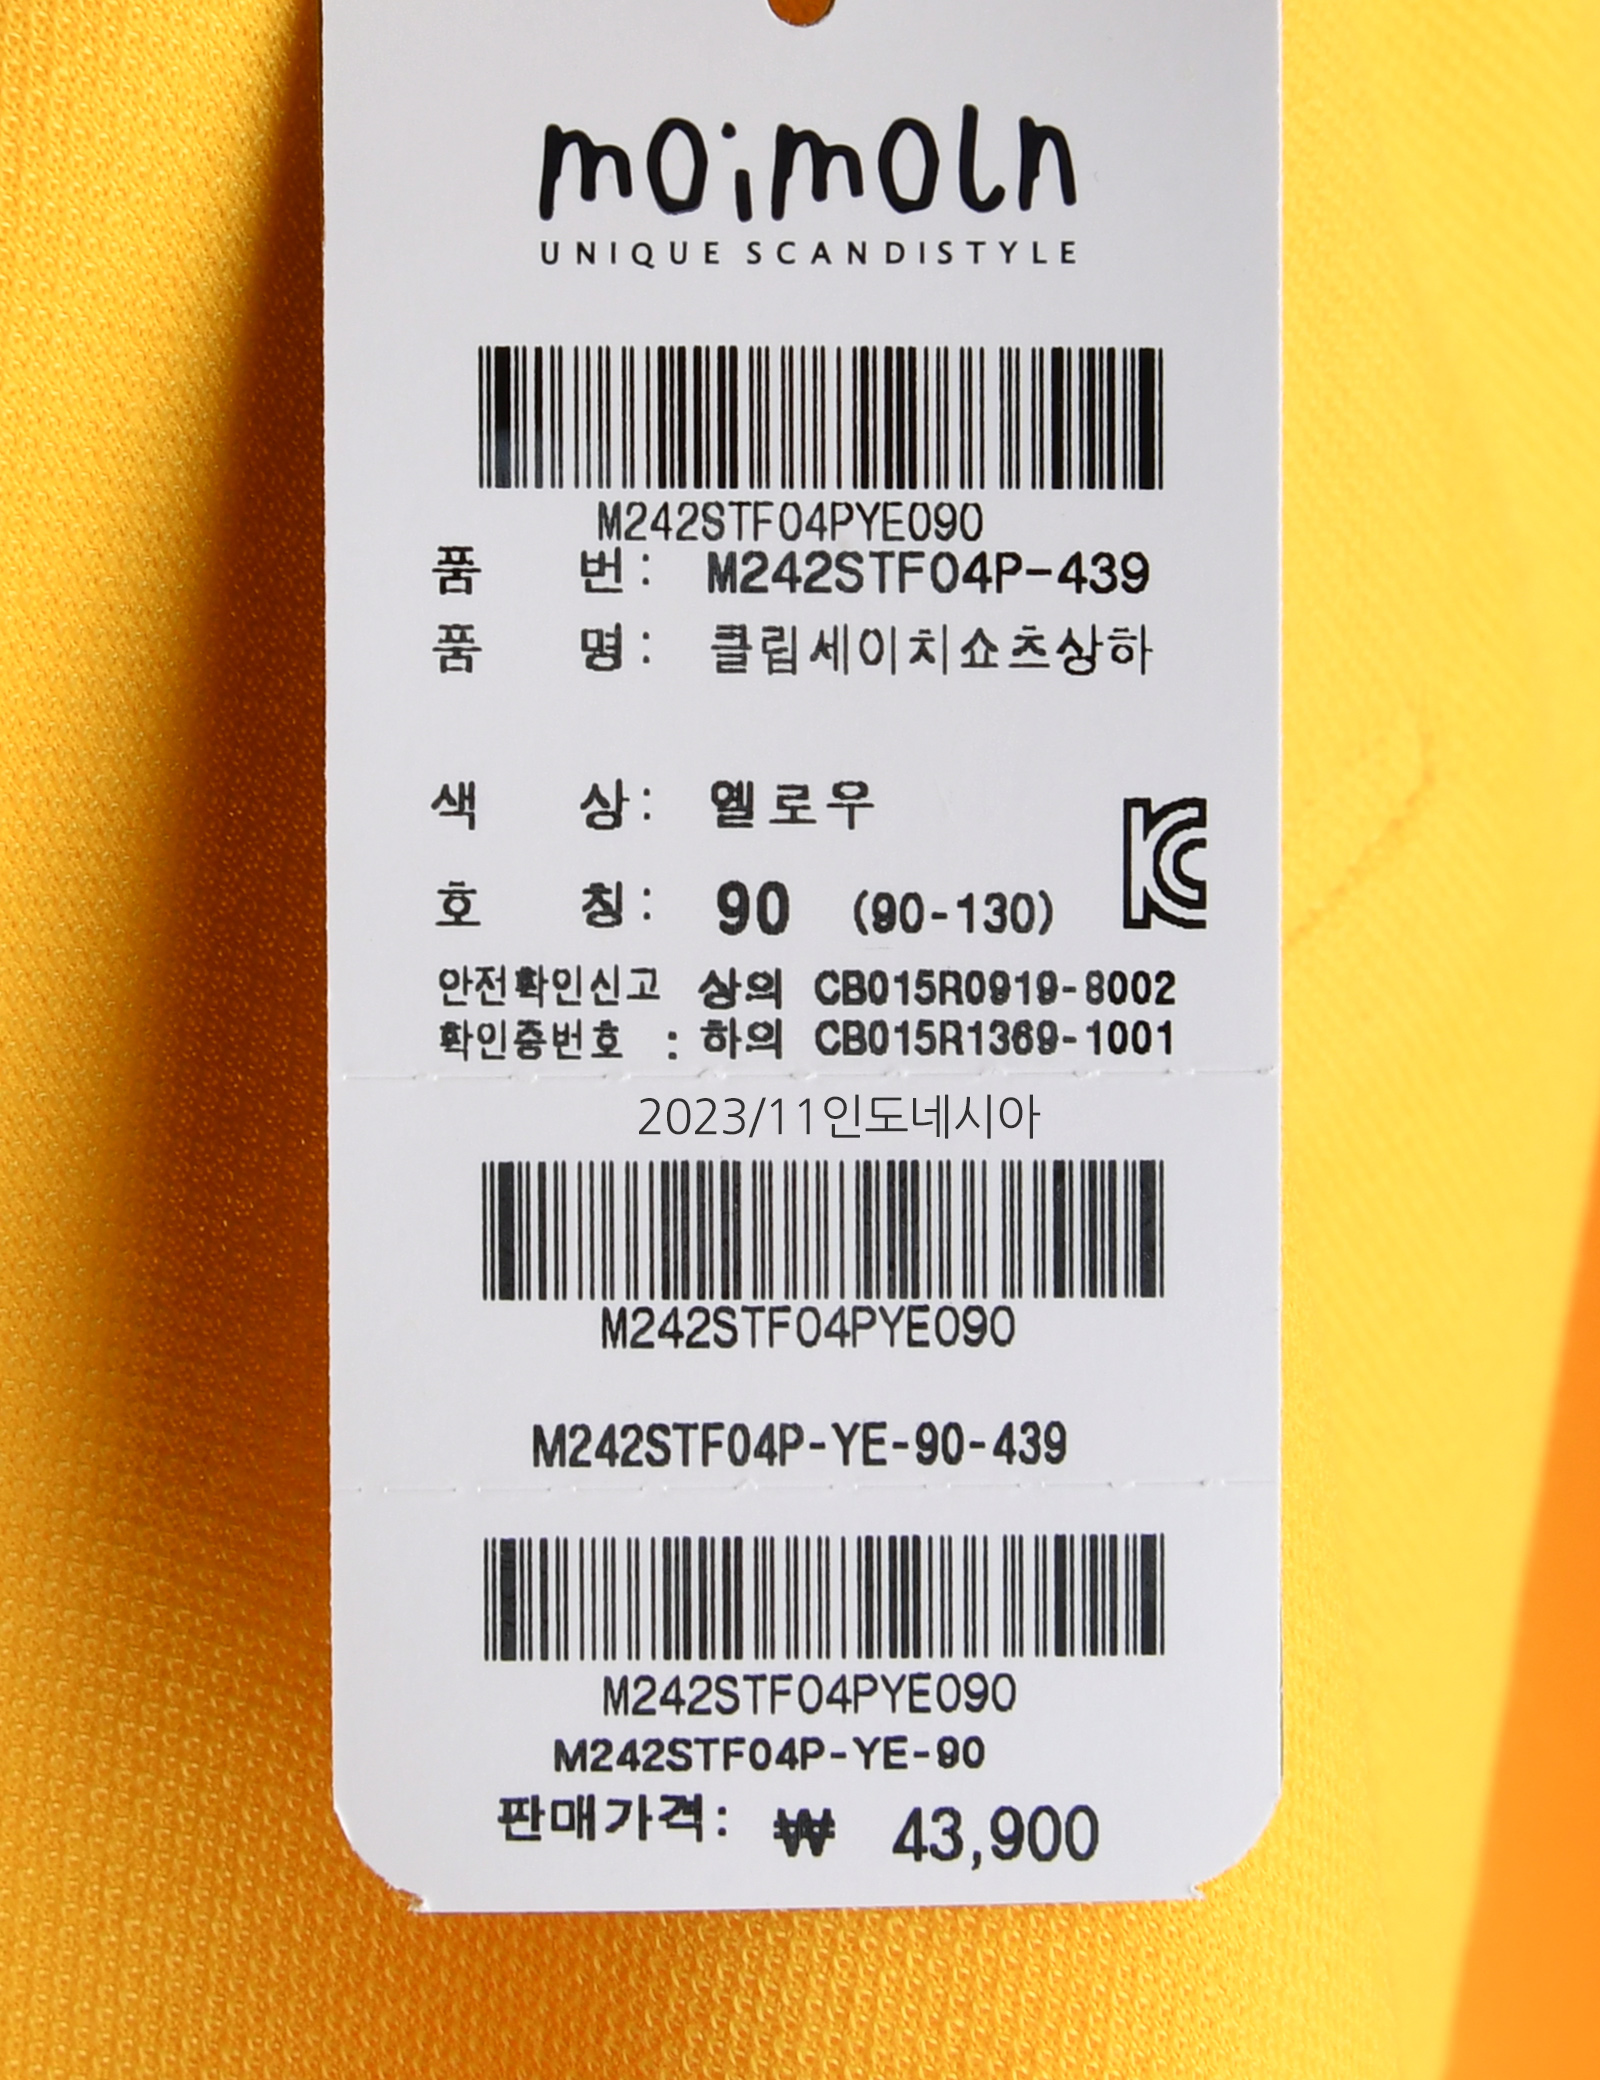 moimoln
UNIQUE SCANDISTYLE
M242STF04PYE090
품 번: M242STF04P-439
품 명: 클립세이치쇼츠상하
색 상: 옐로우
호 칭: 90 (90-130)
안전확인신고 상의 CB015R0919-8002
확인증번호 : 하의 CB015R1369-1001
2023/11인도네시아
M242STF04PYE090
M242STF04P-YE-90-439
M242STF04PYE090
M242STF04P-YE-90
판매가격: ₩ 43,900